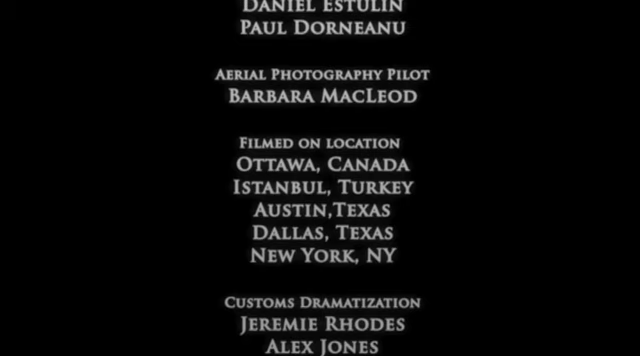 DANIEL ESTULIN
PAUL DORNEANU
AERIAL PHOTOGRAPHY PILOT
BARBARA MACLEOD
FILMED ON LOCATION
OTTAWA, CANADA
ISTANBUL, TURKEY
AUSTIN,TEXAS
DALLAS, TEXAS
NEW YORK, NY
CUSTOMS DRAMATIZATION
JEREMIE RHODES
ALEX JONES